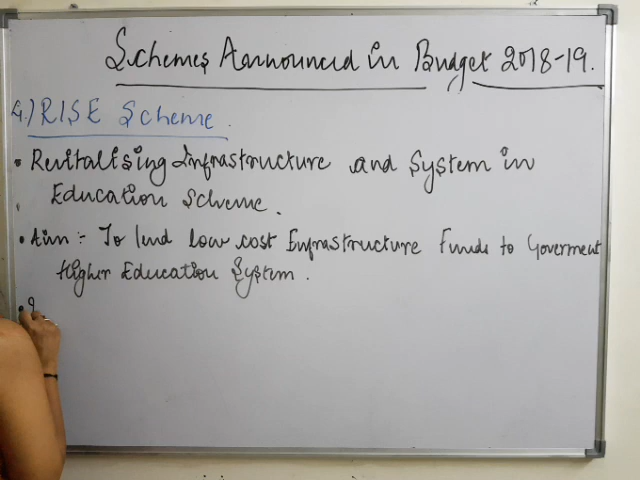 Schemes Announced in Budget 2018-19.
4.) RISE Scheme.
• Revitalising Infrastructure and System in
Education Scheme.
• Aim :- To lend low cost Infrastructure Funds to Goverment
Higher Education System.
•